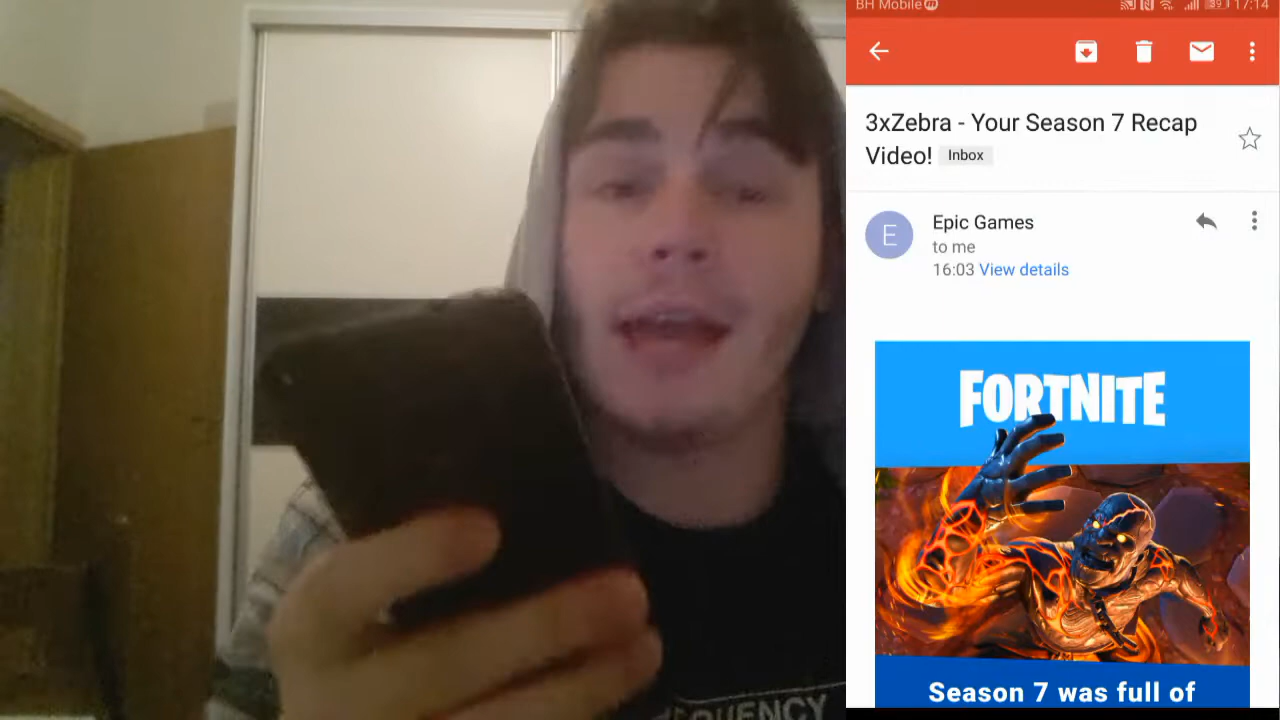 BH Mobile m
17:14
3xZebra - Your Season 7 Recap
Video! Inbox
E
Epic Games
to me
16:03 View details
FORTNITE
Season 7 was full of
FREQUENCY